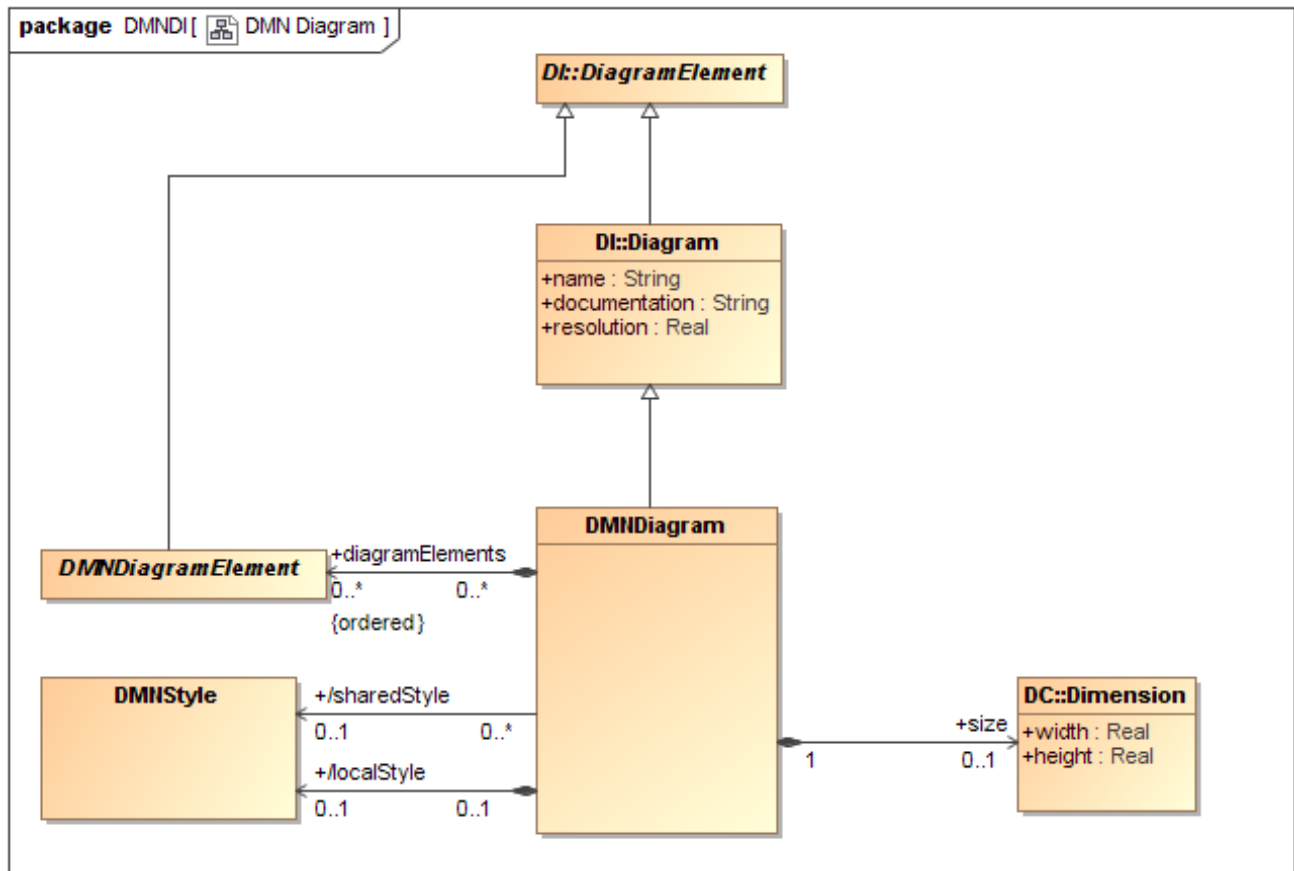 package DMNDI [ DMN Diagram ]
DI::DiagramElement
DI::Diagram
+name : String
+documentation : String
+resolution : Real
DMNDiagram
DMNDiagramElement
+diagramElements
0..* 0..*
{ordered}
DMNStyle
+/sharedStyle
0..1 0..*
+/localStyle
0..1 0..1
+size
1 0..1
DC::Dimension
+width : Real
+height : Real